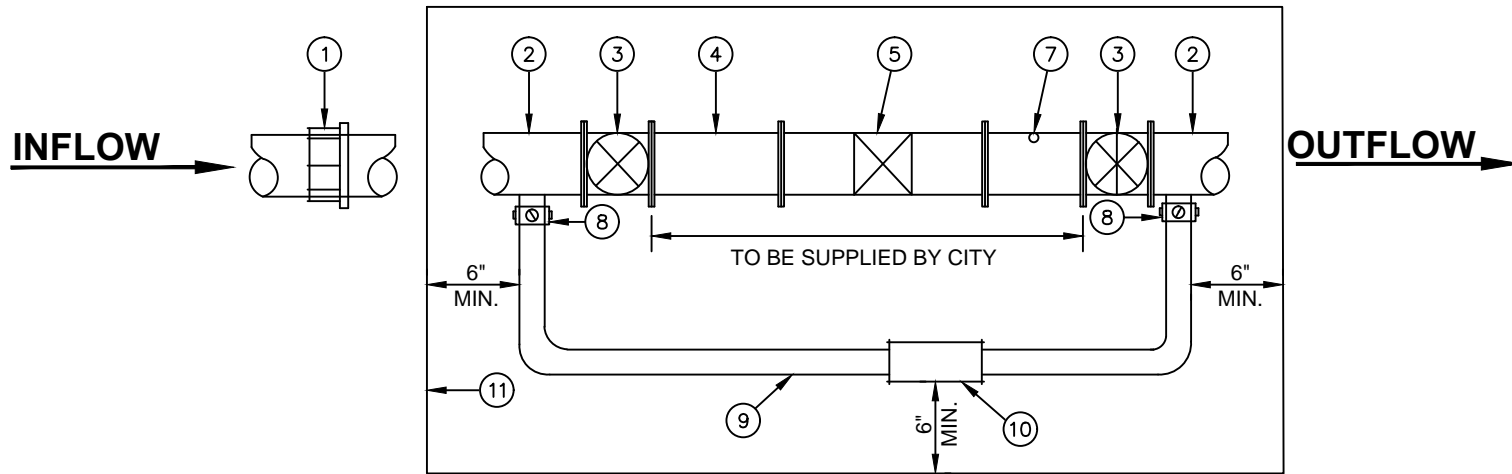 1
2
3
4
5
7
3
2
INFLOW
OUTFLOW
8
8
TO BE SUPPLIED BY CITY
6"
MIN.
6"
MIN.
11
9
6"
MIN.
10